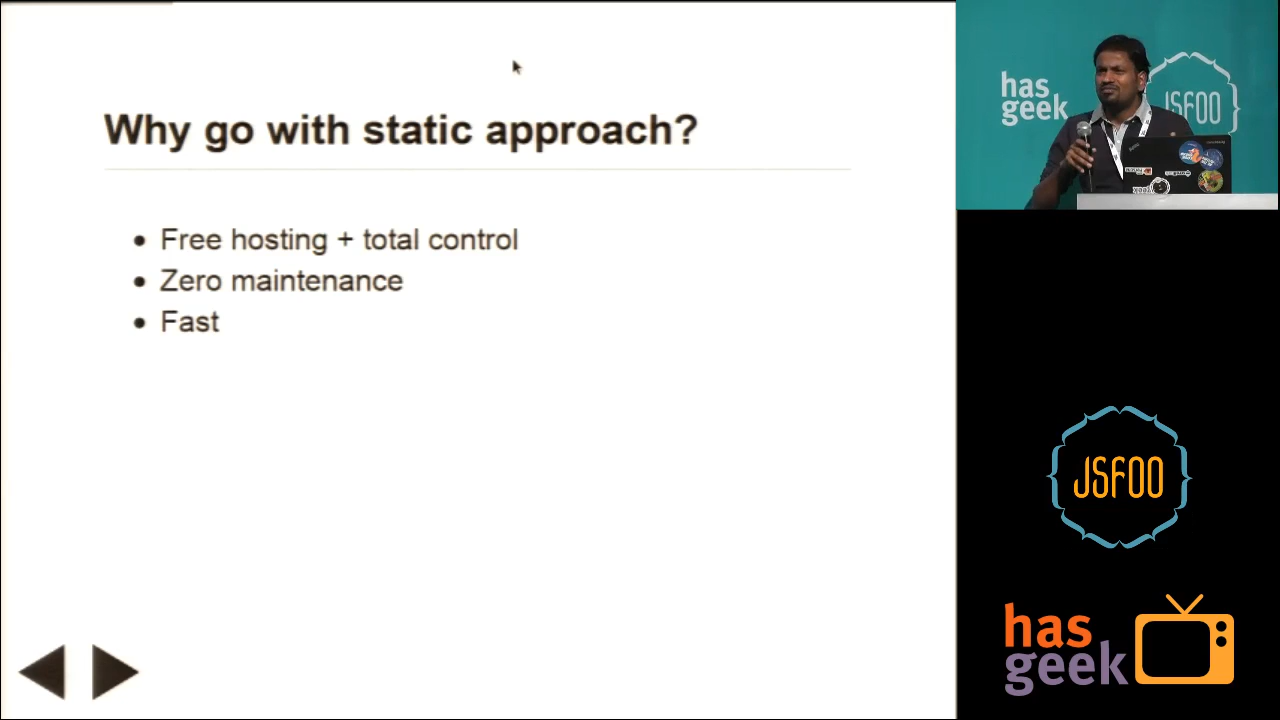 Why go with static approach?
Free hosting + total control
Zero maintenance
Fast
has
geek
JSFOO
JSFOO
has
geek